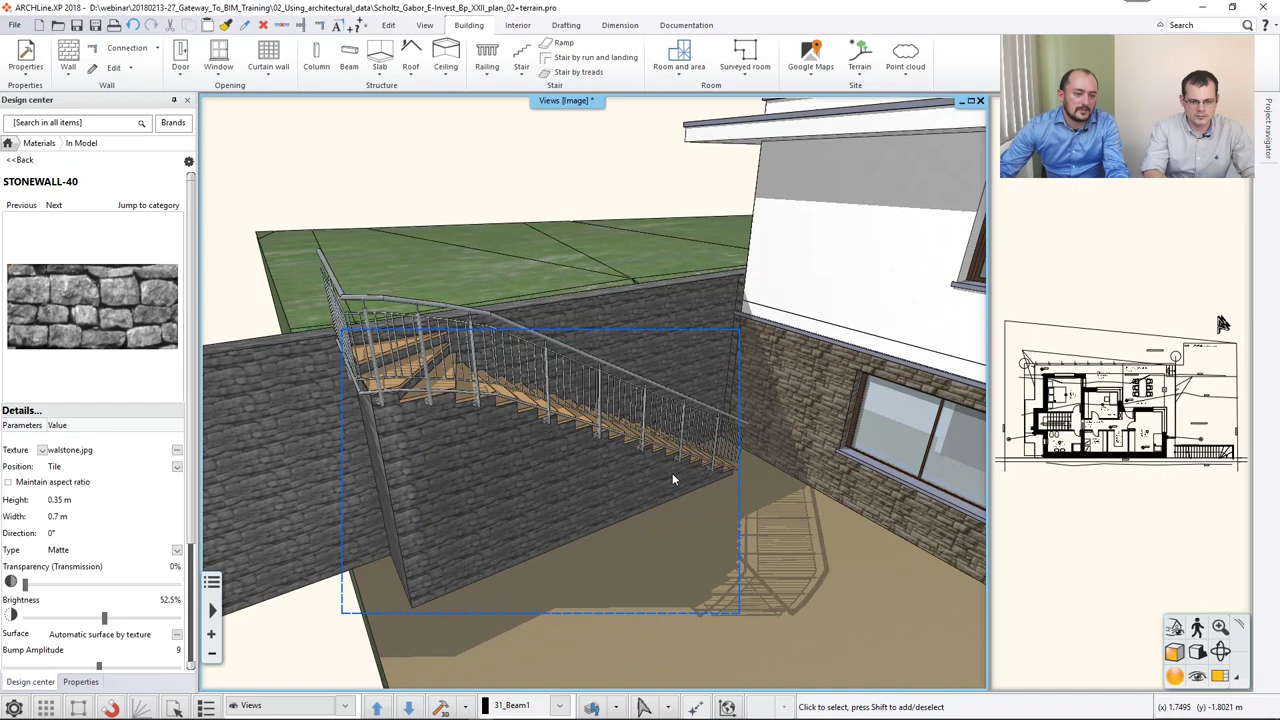 ARCHLine.XP 2018 - D:\webinar\20180213-27_Gateway_To_BIM_Training\02_Using_architectural_data\Scholtz_Gabor_E-Invest_Bp_XXII_plan_02+terrain.pro
File Edit View Building Interior Drafting Dimension Documentation Search
Connection
Edit
Ramp
Stair by run and landing
Stair by treads
Properties Wall Door Window Curtain wall Column Beam Slab Roof Ceiling Railing Stair Room and area Surveyed room Google Maps Terrain Point cloud
Properties Wall Opening Structure Stair Room Site
Design center
Views [Image] *
[Search in all items] Brands
Materials In Model
<<Back
STONEWALL-40
Previous Next Jump to category
Details...
Parameters Value
Texture walstone.jpg
Position: Tile
Maintain aspect ratio
Height: 0.35 m
Width: 0.7 m
Direction: 0°
Type Matte
Transparency (Transmission) 0%
Brightness 52.5%
Surface Automatic surface by texture
Bump Amplitude 9
Design center Properties
Project navigator
Views
31_Beam1
Click to select, press Shift to add/deselect
(x) 1.7495 (y) -1.8021 m